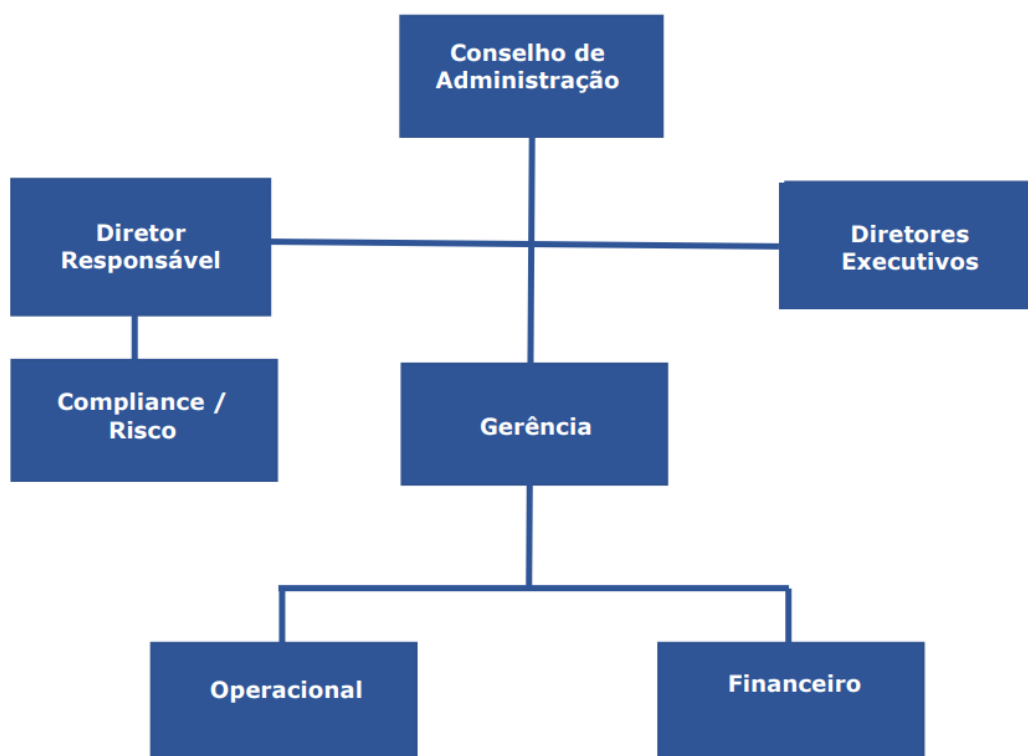 Conselho de
Administração
Diretor
Responsável
Diretores
Executivos
Compliance /
Risco
Gerência
Operacional
Financeiro